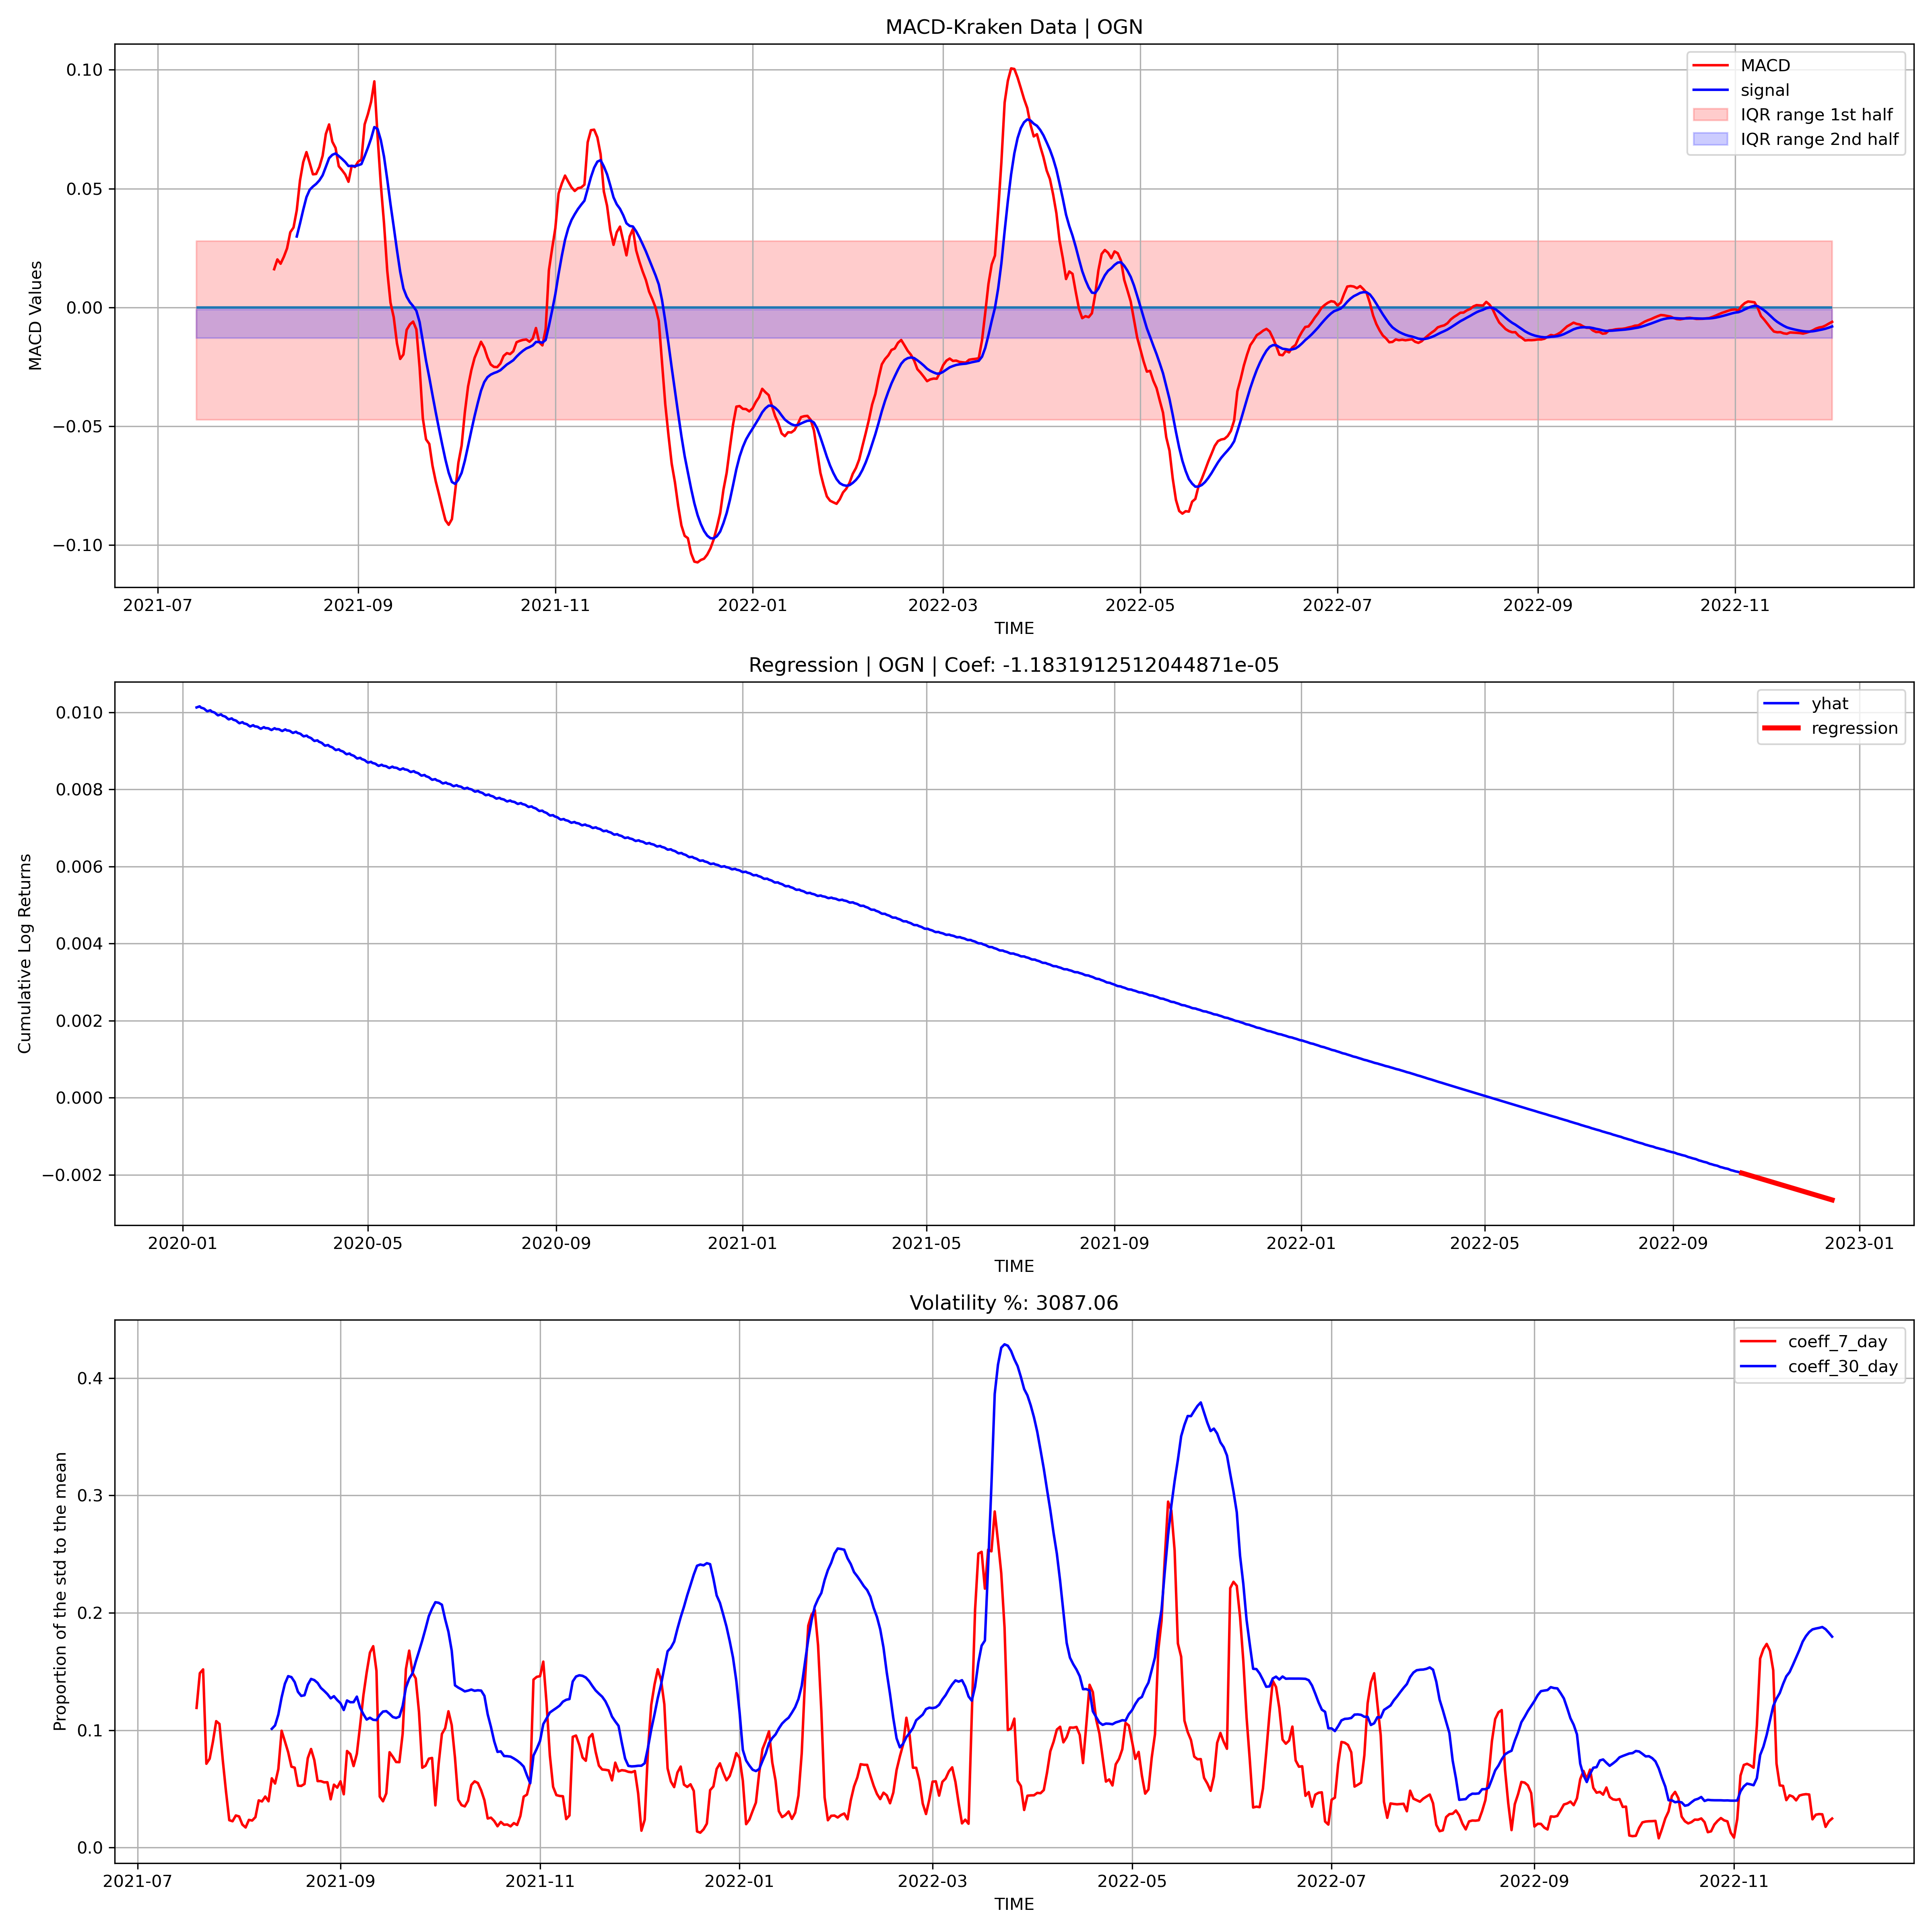 MACD-Kraken Data | OGN
MACD
signal
IQR range 1st half
IQR range 2nd half
MACD Values
0.10
0.05
0.00
−0.05
−0.10
2021-07 2021-09 2021-11 2022-01 2022-03 2022-05 2022-07 2022-09 2022-11
TIME
Regression | OGN | Coef: -1.1831912512044871e-05
yhat
regression
Cumulative Log Returns
0.010
0.008
0.006
0.004
0.002
0.000
−0.002
2020-01 2020-05 2020-09 2021-01 2021-05 2021-09 2022-01 2022-05 2022-09 2023-01
TIME
Volatility %: 3087.06
coeff_7_day
coeff_30_day
Proportion of the std to the mean
0.4
0.3
0.2
0.1
0.0
2021-07 2021-09 2021-11 2022-01 2022-03 2022-05 2022-07 2022-09 2022-11
TIME